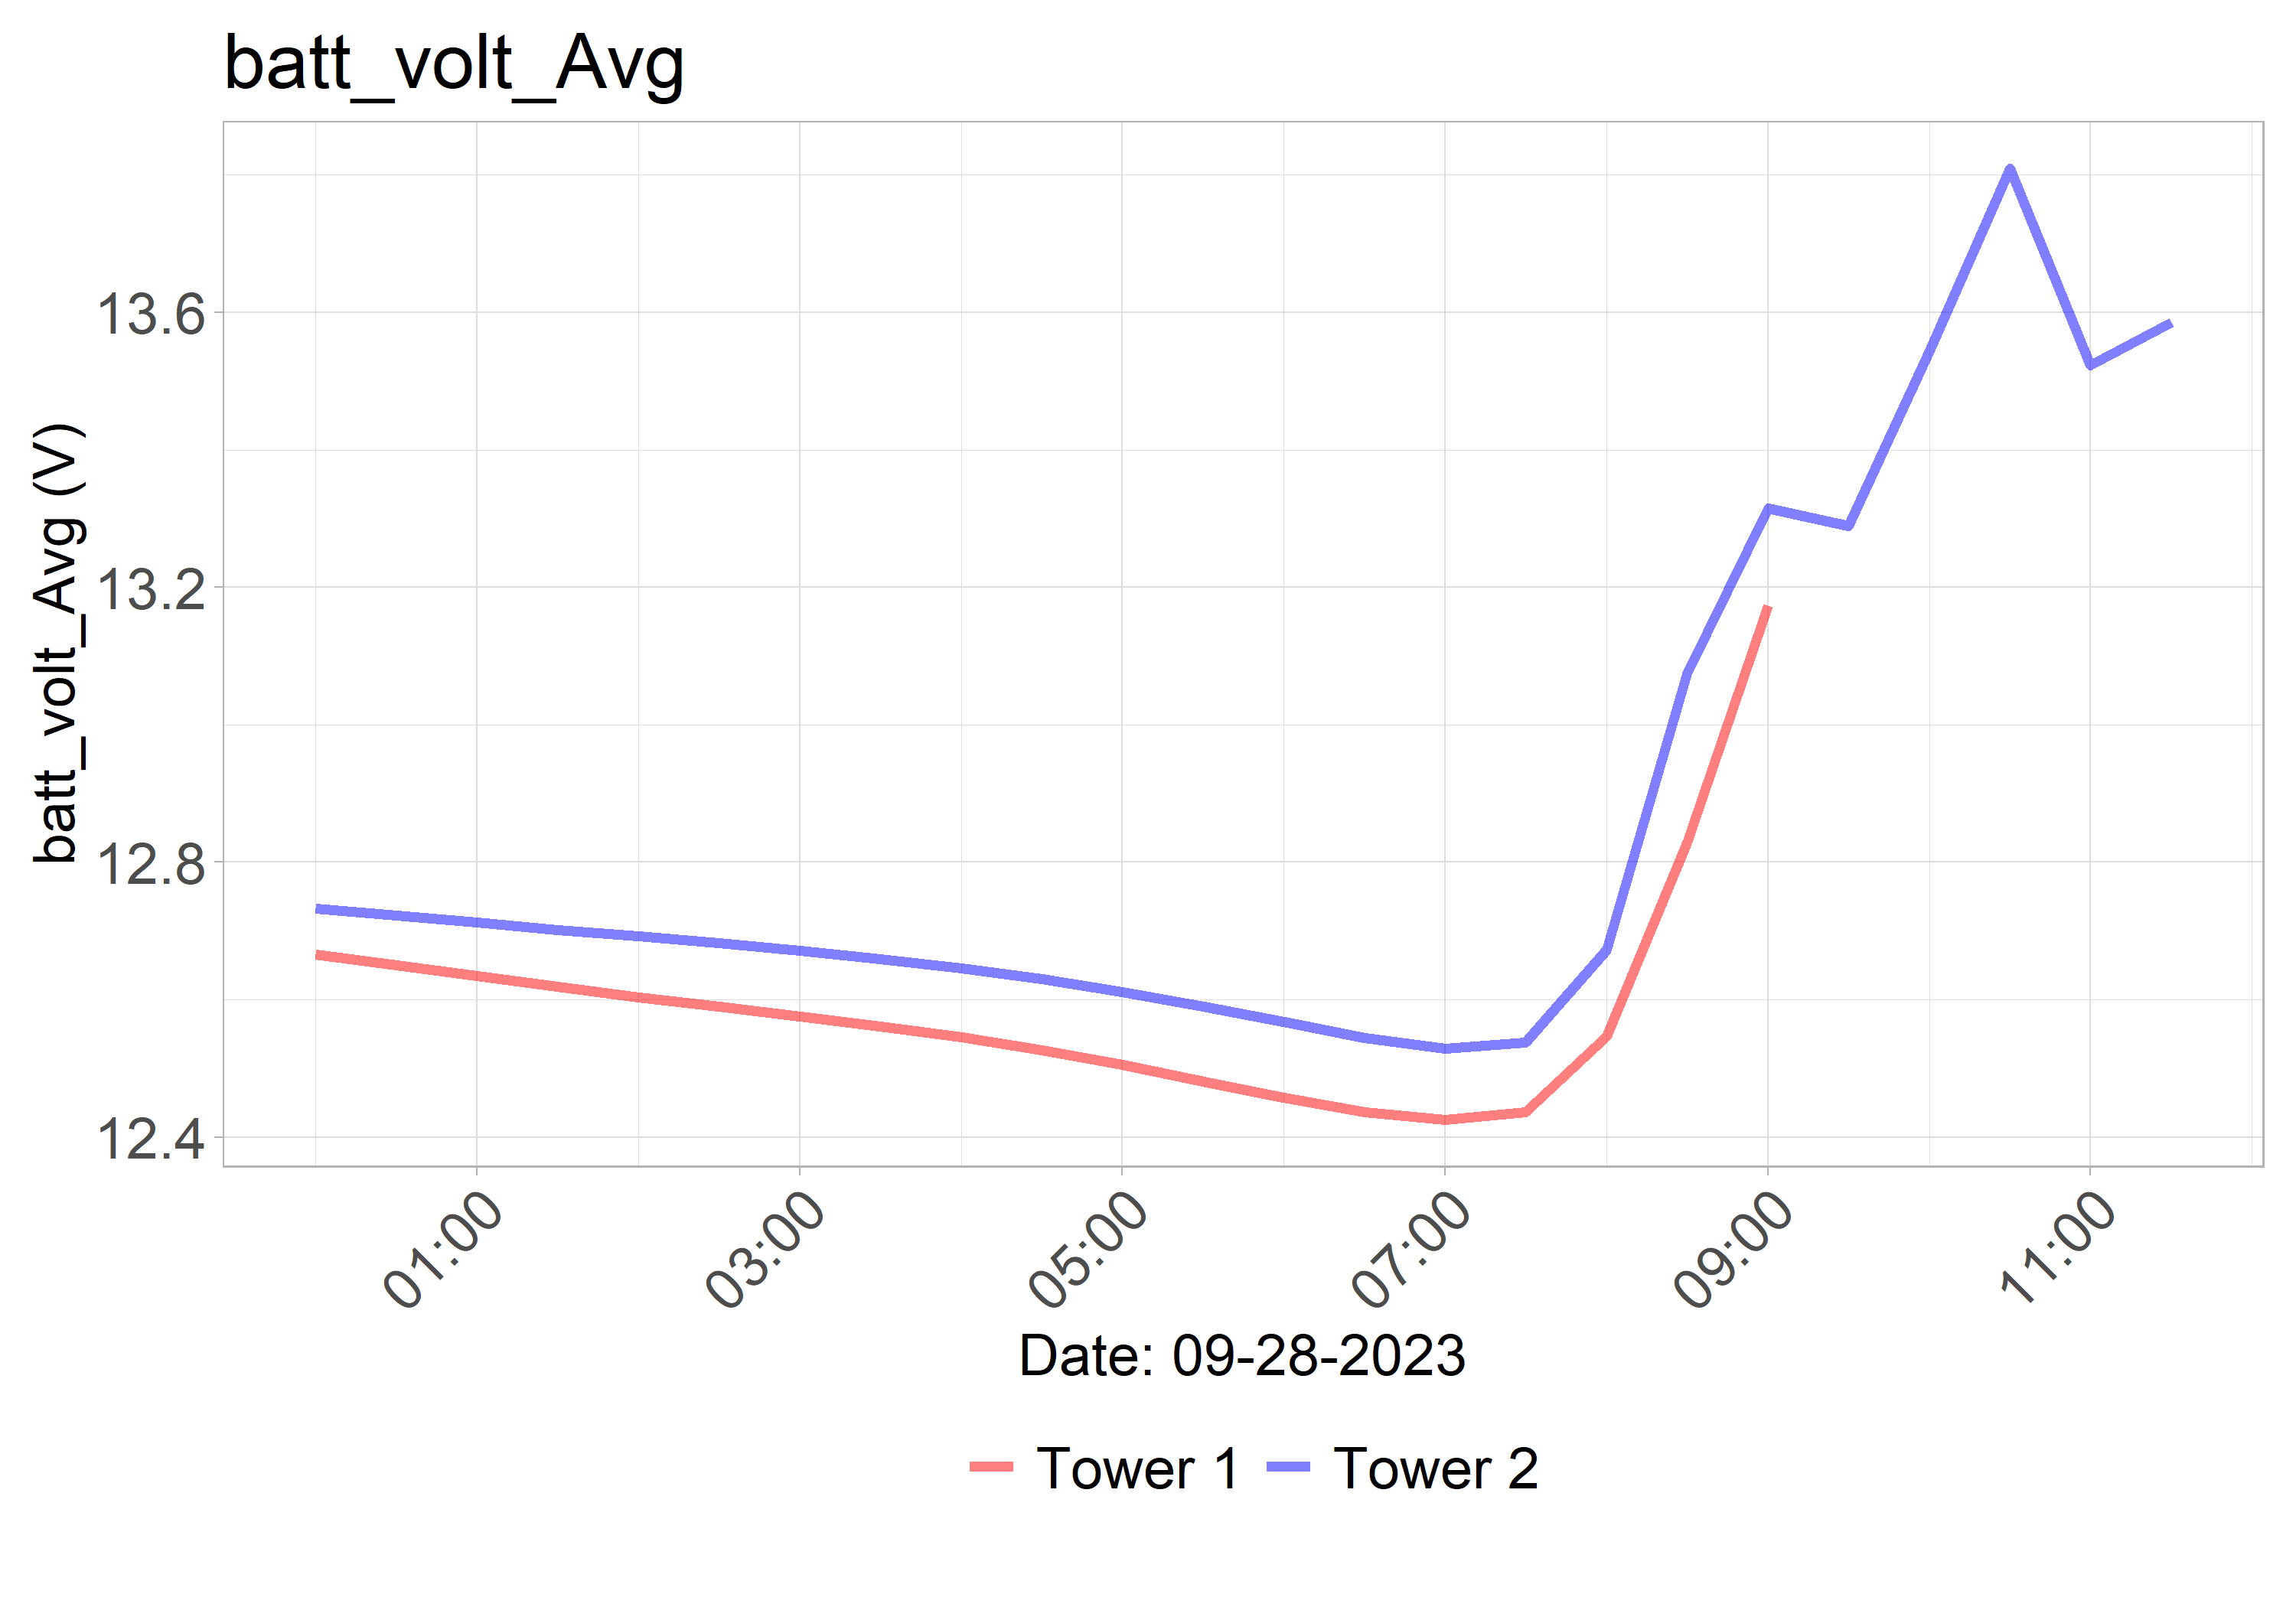 batt_volt_Avg
batt_volt_Avg (V)
13.6
13.2
12.8
12.4
01:00
03:00
05:00
07:00
09:00
11:00
Date: 09-28-2023
Tower 1
Tower 2